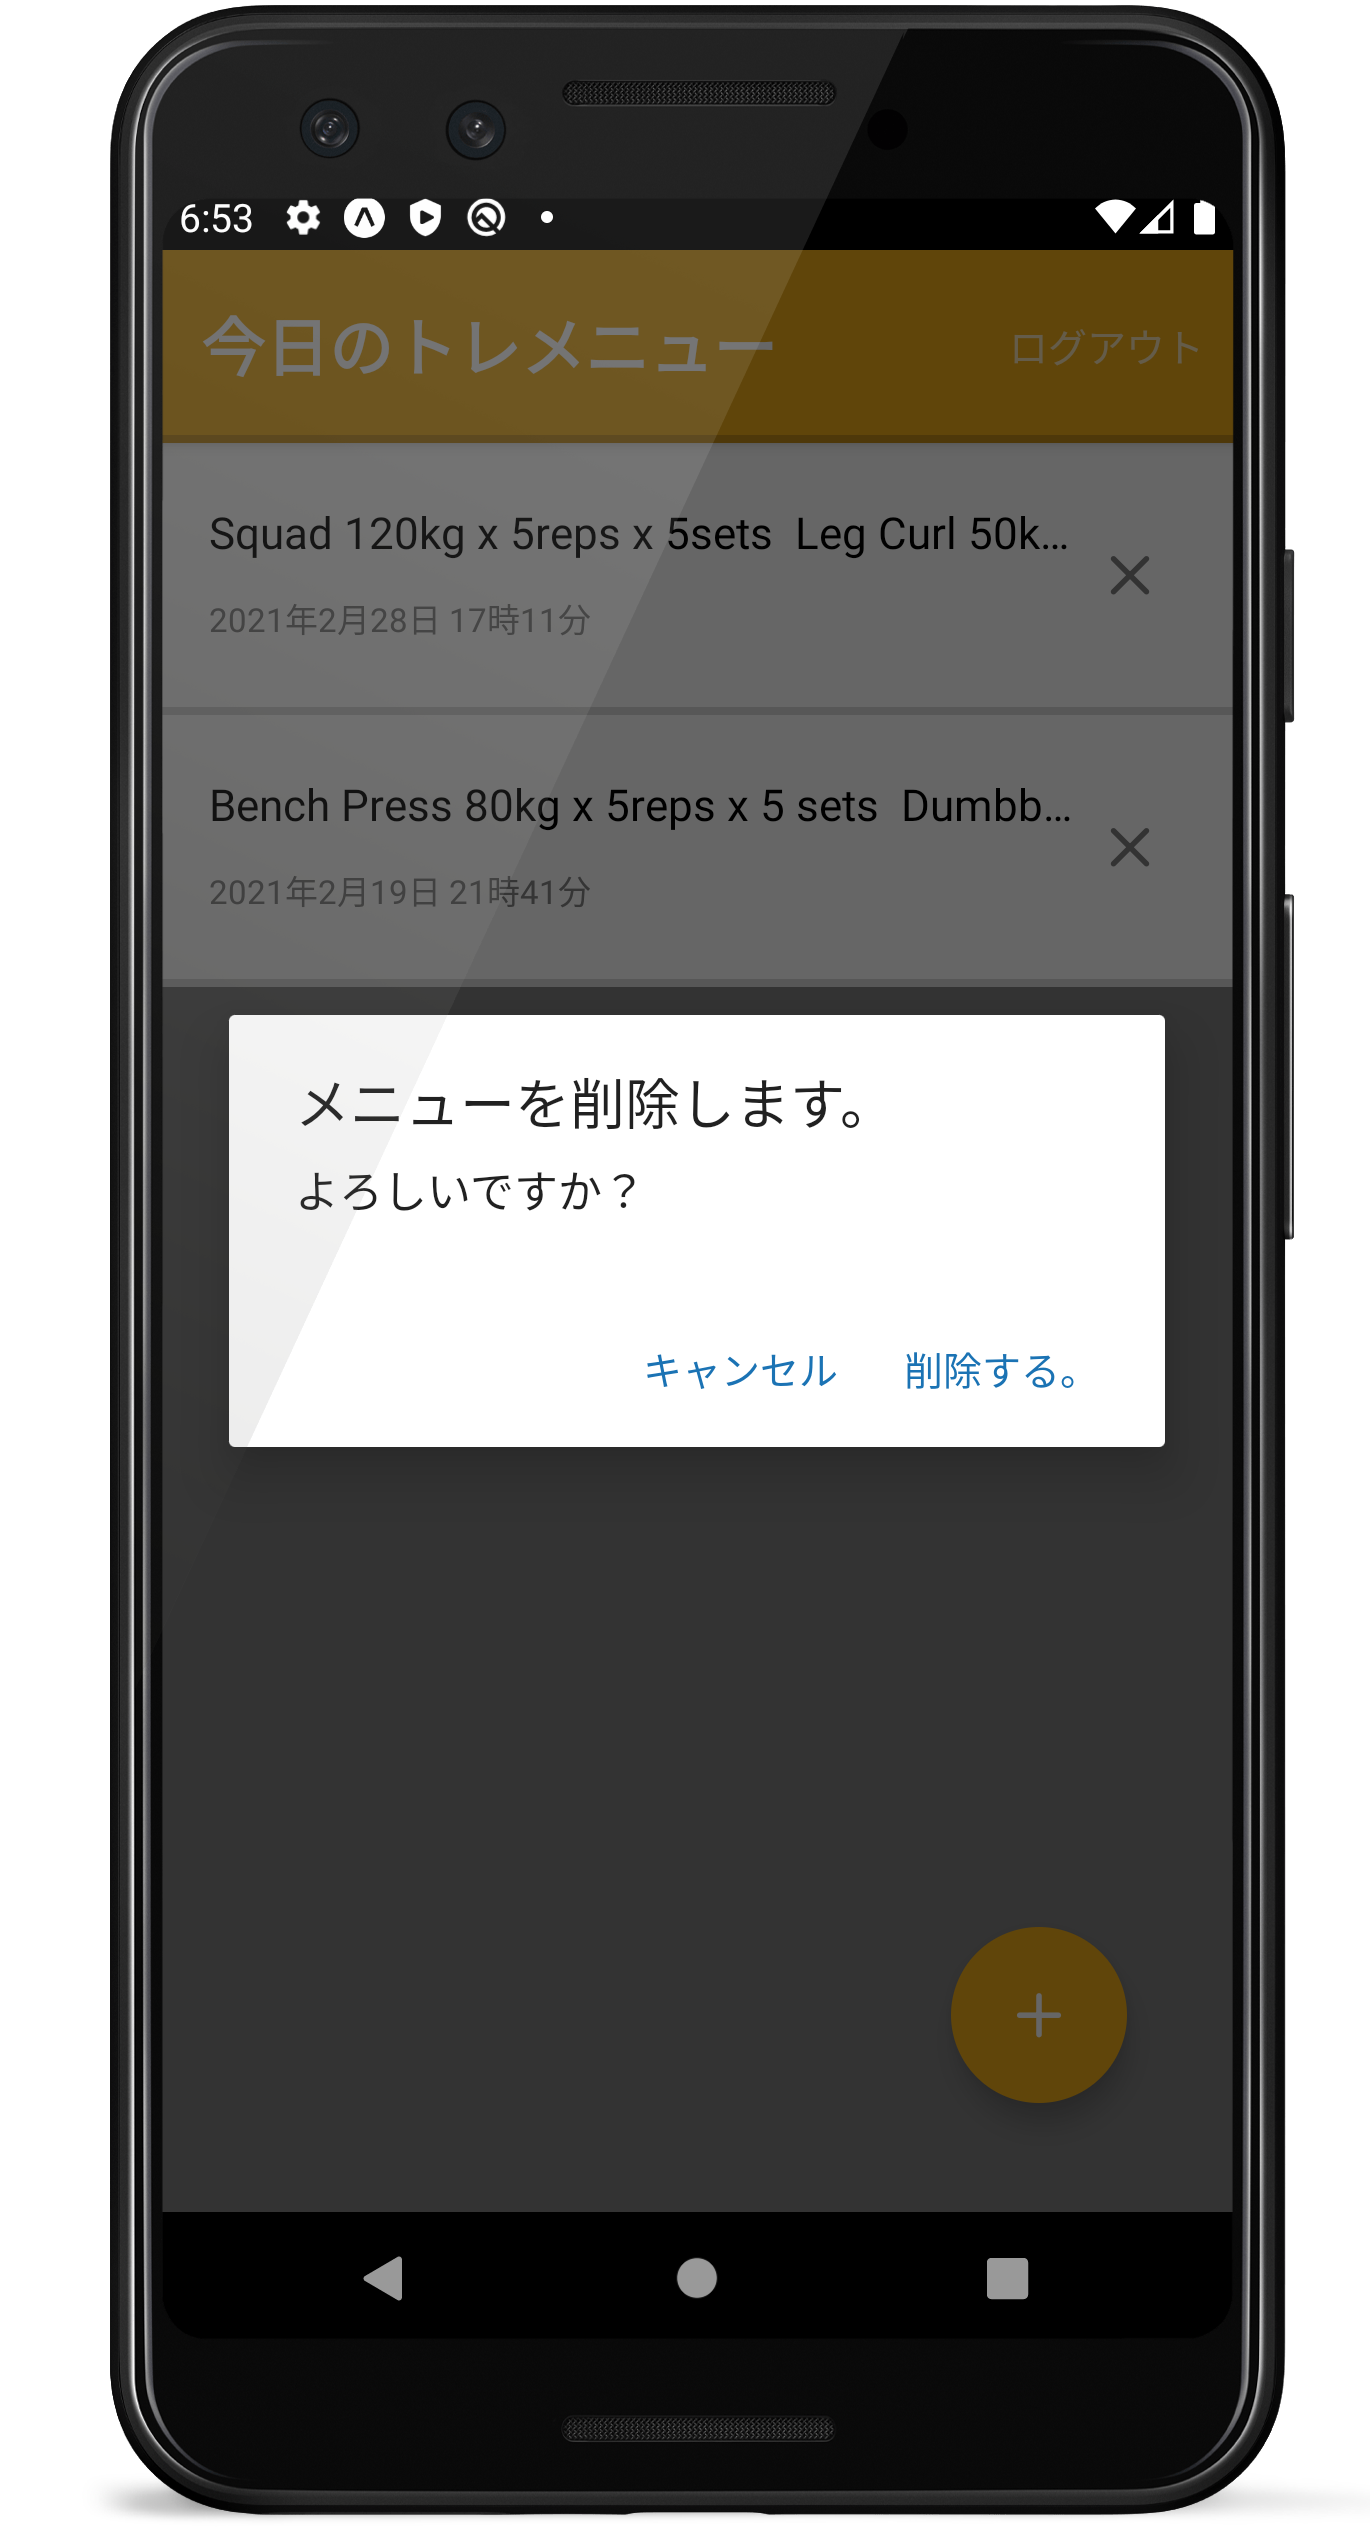 6:53
今日のトレメニュー ログアウト
Squad 120kg x 5reps x 5sets Leg Curl 50k...
2021年2月28日 17時11分
Bench Press 80kg x 5reps x 5 sets Dumbb...
2021年2月19日 21時41分
メニューを削除します。
よろしいですか？
キャンセル 削除する。